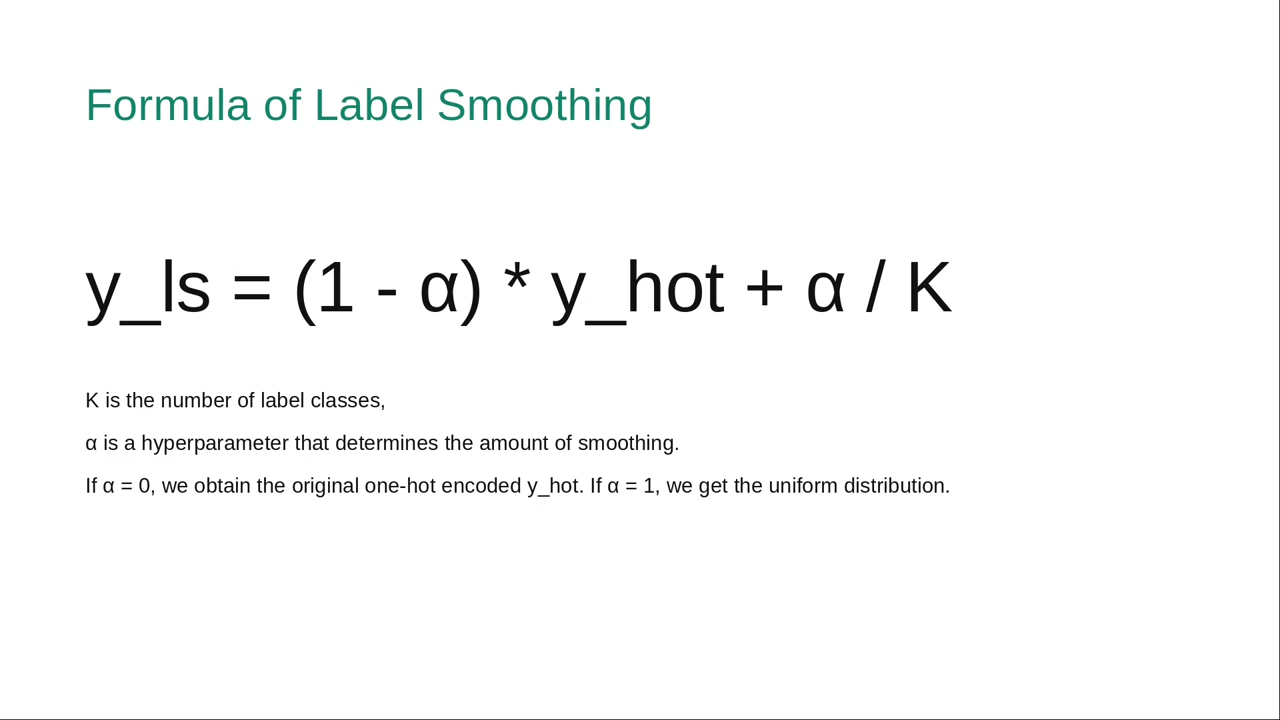 Formula of Label Smoothing
y_ls = (1 - α) * y_hot + α / K
K is the number of label classes,
α is a hyperparameter that determines the amount of smoothing.
If α = 0, we obtain the original one-hot encoded y_hot. If α = 1, we get the uniform distribution.